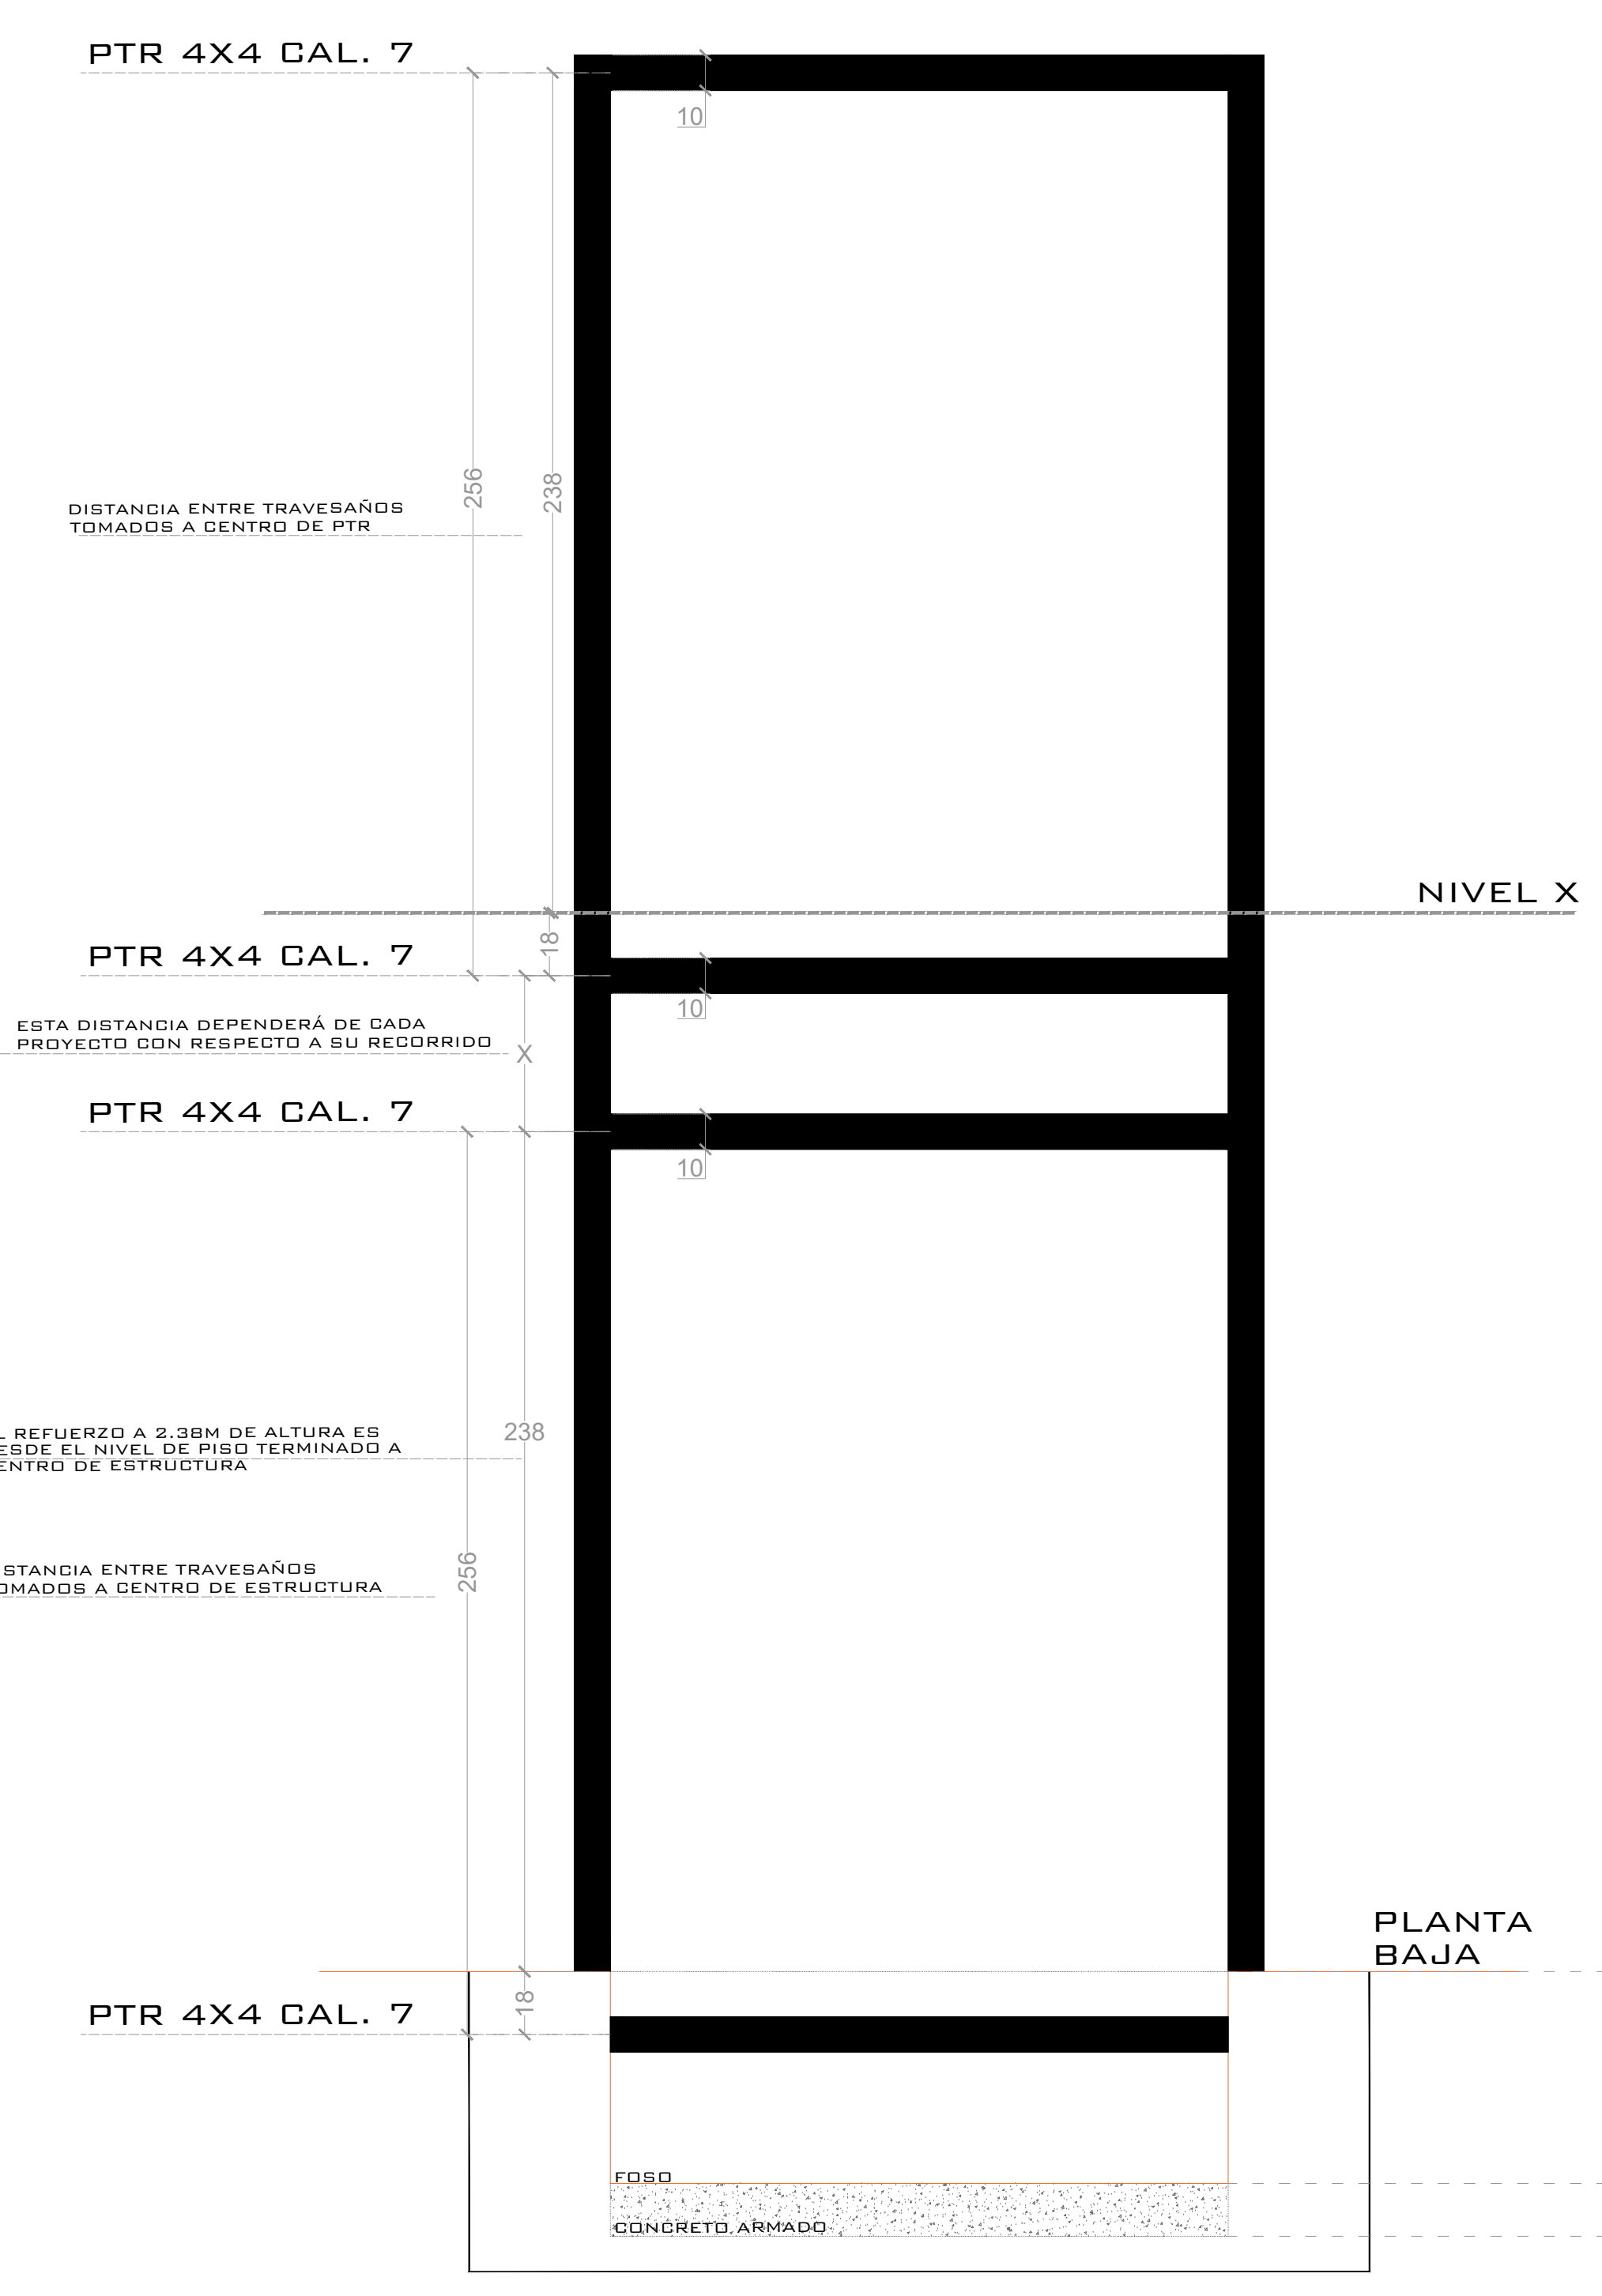 PTR 4X4 CAL. 7
10
256
238
DISTANCIA ENTRE TRAVESAÑOS
TOMADOS A CENTRO DE PTR
NIVEL X
18
PTR 4X4 CAL. 7
10
ESTA DISTANCIA DEPENDERÁ DE CADA
PROYECTO CON RESPECTO A SU RECORRIDO
X
PTR 4X4 CAL. 7
10
238
L REFUERZO A 2.38M DE ALTURA ES
ESDE EL NIVEL DE PISO TERMINADO A
ENTRO DE ESTRUCTURA
256
STANCIA ENTRE TRAVESAÑOS
OMADOS A CENTRO DE ESTRUCTURA
PLANTA
BAJA
18
PTR 4X4 CAL. 7
FOSO
CONCRETO ARMADO